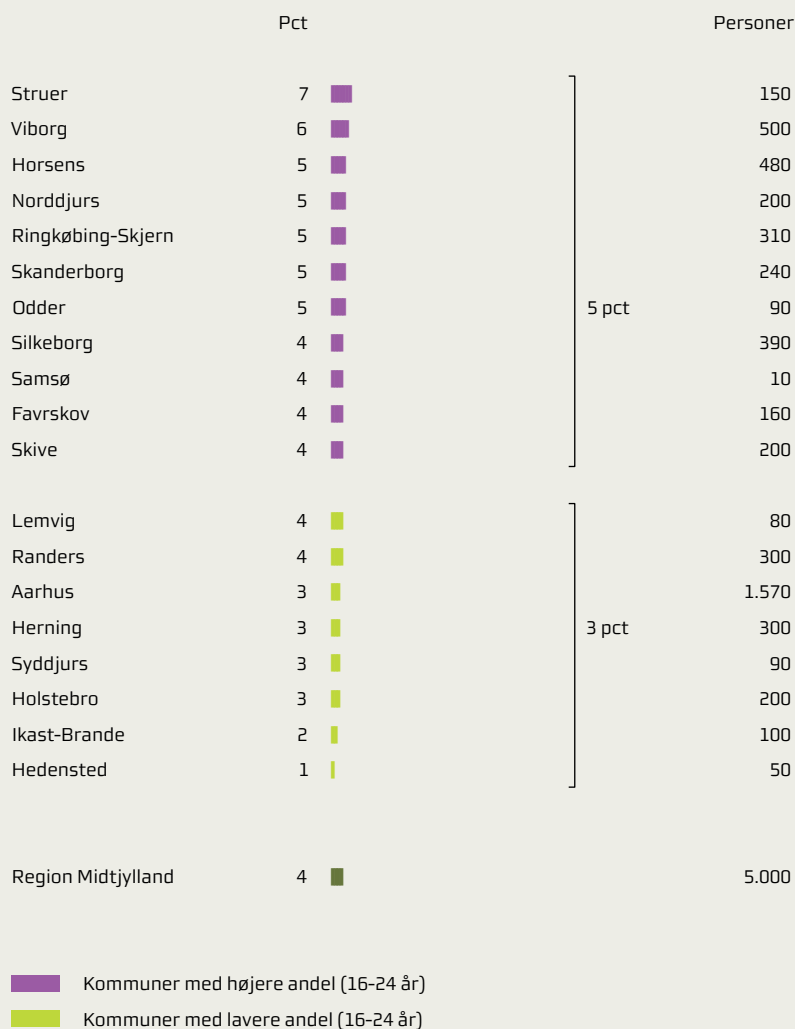 Pct Personer
Struer 7 150
Viborg 6 500
Horsens 5 480
Norddjurs 5 200
Ringkøbing-Skjern 5 310
Skanderborg 5 240
Odder 5 5 pct 90
Silkeborg 4 390
Samsø 4 10
Favrskov 4 160
Skive 4 200
Lemvig 4 80
Randers 4 300
Aarhus 3 1.570
Herning 3 3 pct 300
Syddjurs 3 90
Holstebro 3 200
Ikast-Brande 2 100
Hedensted 1 50
Region Midtjylland 4 5.000
Kommuner med højere andel (16-24 år)
Kommuner med lavere andel (16-24 år)